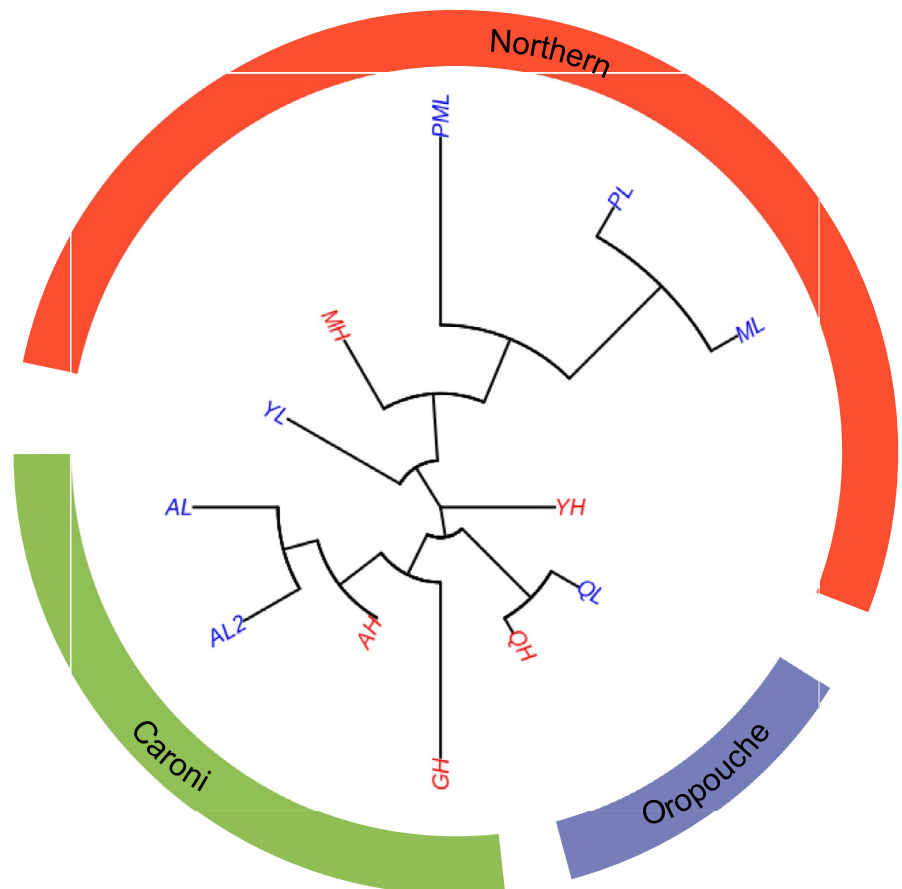 Northern
PML
PL
MH
ML
YL
AL
YH
QL
AL2
AH
QH
GH
Caroni
Oropouche